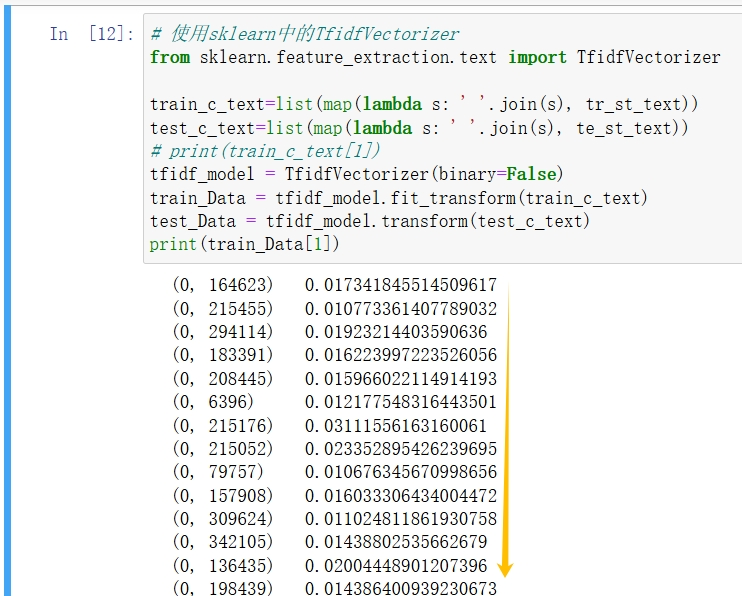 In [12]:
# 使用sklearn中的TfidfVectorizer
from sklearn.feature_extraction.text import TfidfVectorizer
train_c_text=list(map(lambda s: ' '.join(s), tr_st_text))
test_c_text=list(map(lambda s: ' '.join(s), te_st_text))
# print(train_c_text[1])
tfidf_model = TfidfVectorizer(binary=False)
train_Data = tfidf_model.fit_transform(train_c_text)
test_Data = tfidf_model.transform(test_c_text)
print(train_Data[1])
(0, 164623) 0.017341845514509617
(0, 215455) 0.010773361407789032
(0, 294114) 0.01923214403590636
(0, 183391) 0.016223997223526056
(0, 208445) 0.015966022114914193
(0, 6396) 0.012177548316443501
(0, 215176) 0.03111556163160061
(0, 215052) 0.023352895426239695
(0, 79757) 0.010676345670998656
(0, 157908) 0.016033306434004472
(0, 309624) 0.011024811861930758
(0, 342105) 0.01438802535662679
(0, 136435) 0.02004448901207396
(0, 198439) 0.014386400939230673